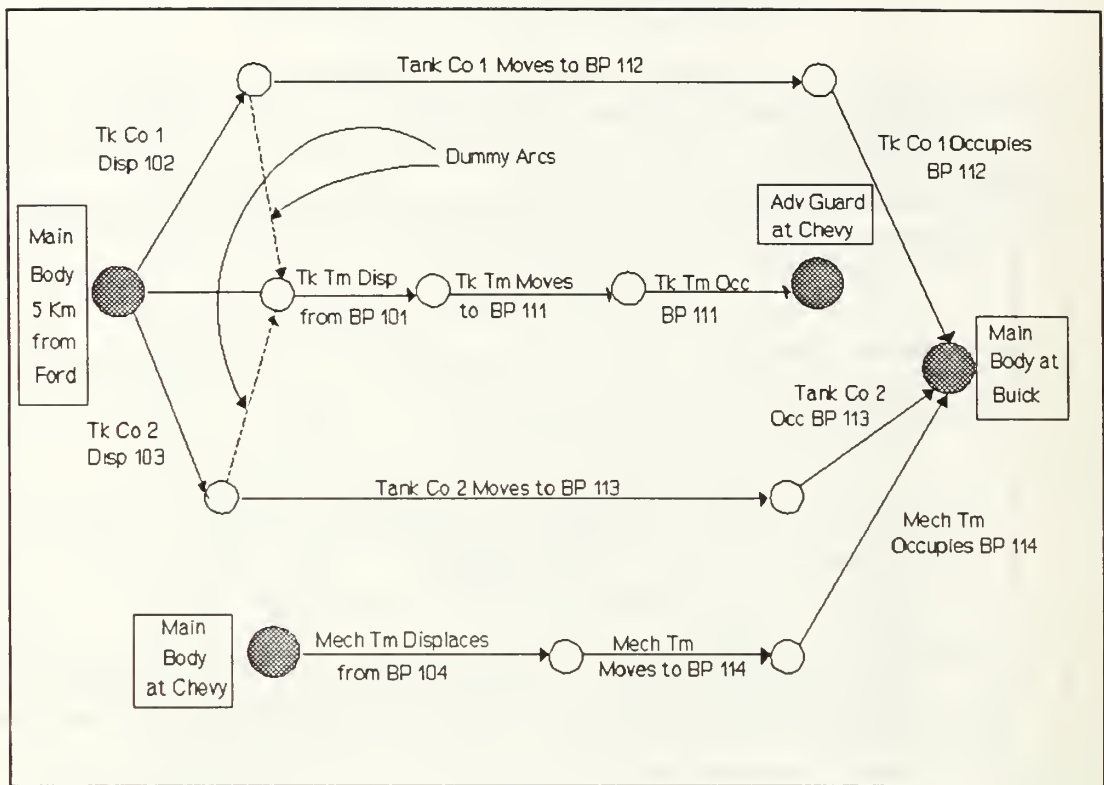 Tank Co 1 Moves to BP 112
Tk Co 1
Disp 102
Dummy Arcs
Tk Co 1 Occupies
BP 112
Adv Guard
at Chevy
Main
Body
5 Km
from
Ford
Tk Tm Disp
from BP 101
Tk Tm Moves
to BP 111
Tk Tm Occ
BP 111
Main
Body at
Buick
Tank Co 2
Occ BP 113
Tk Co 2
Disp 103
Tank Co 2 Moves to BP 113
Mech Tm
Occupies BP 114
Main
Body
at Chevy
Mech Tm Displaces
from BP 104
Mech Tm
Moves to BP 114